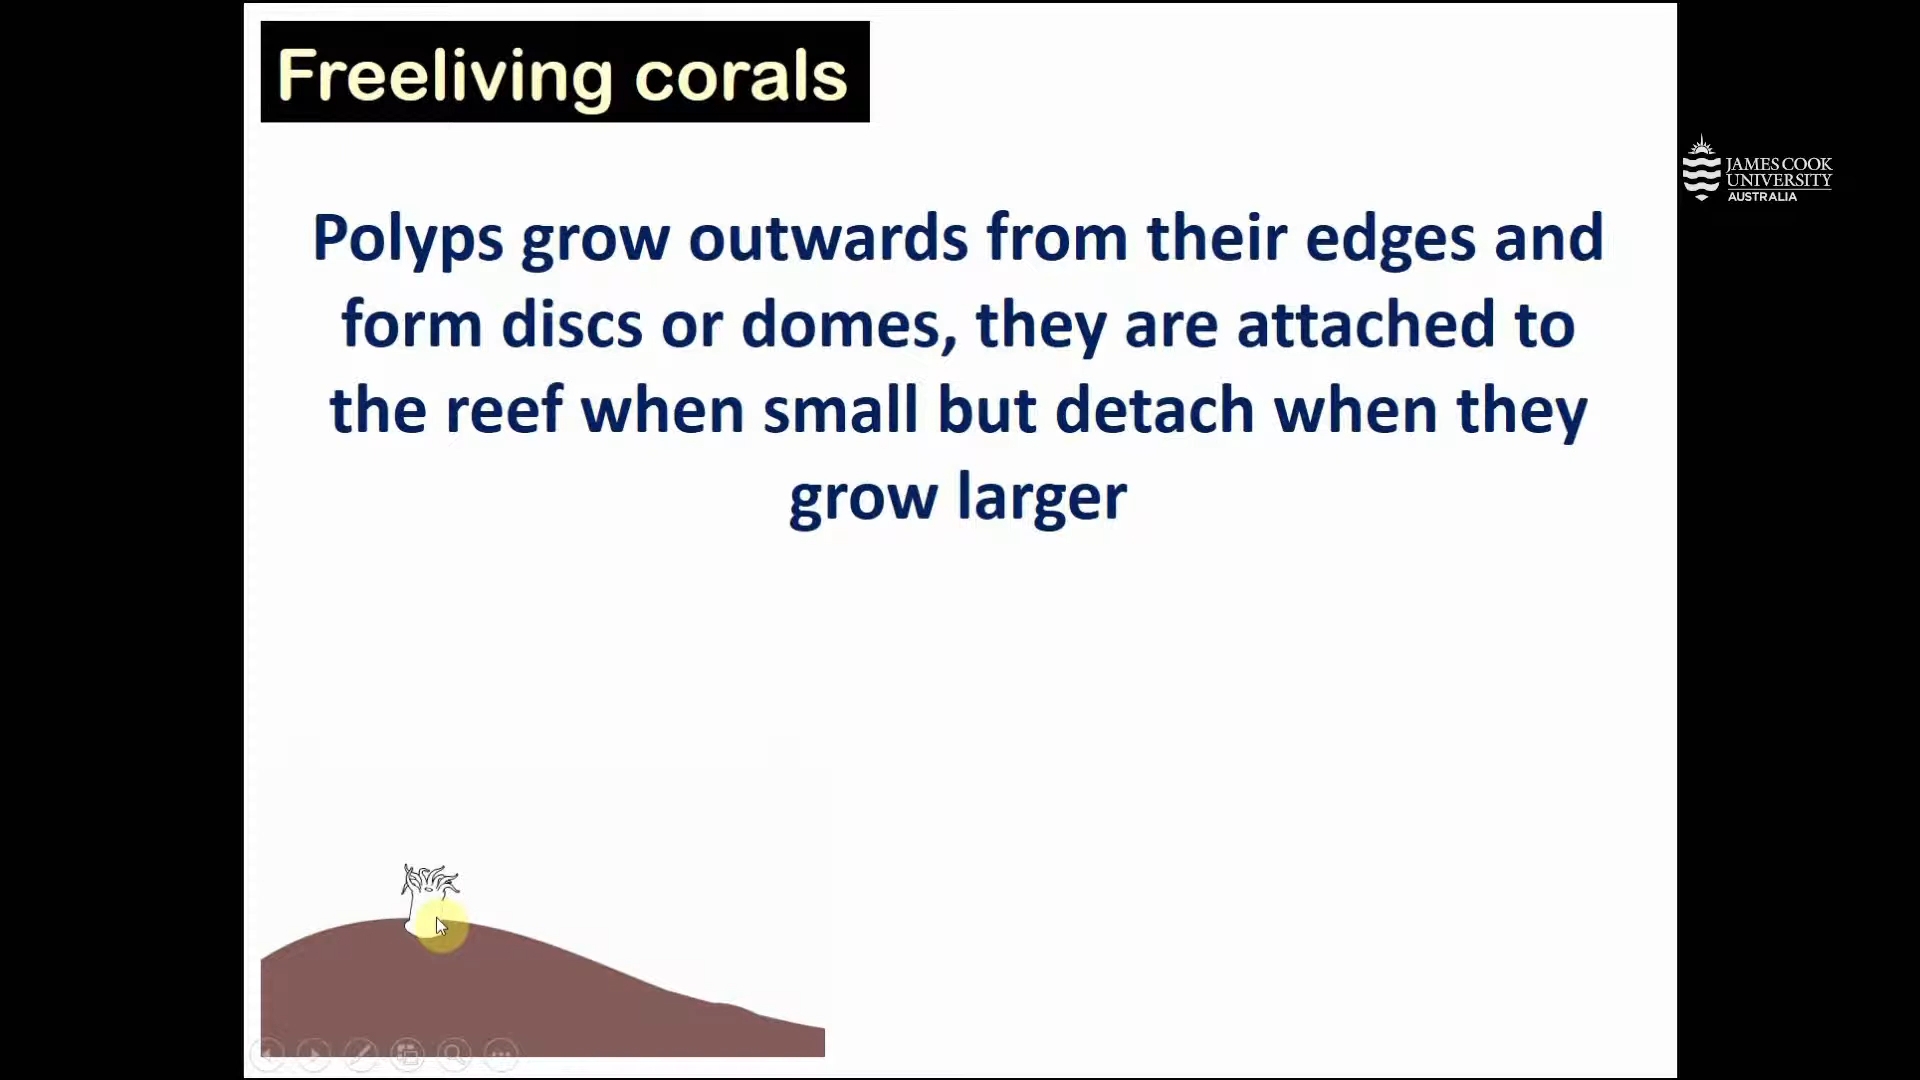 Freeliving corals
JAMES COOK
UNIVERSITY
AUSTRALIA
Polyps grow outwards from their edges and
form discs or domes, they are attached to
the reef when small but detach when they
grow larger